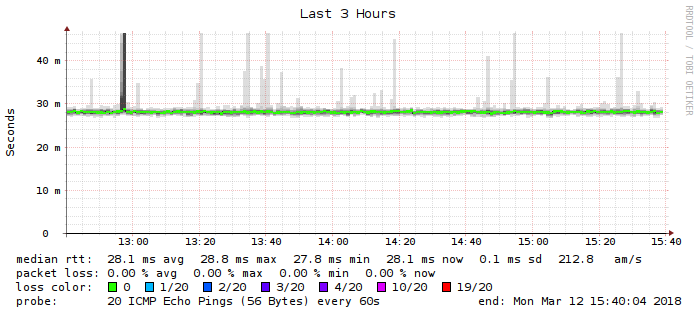 Last 3 Hours
RRDTOOL / TOBI OETIKER
Seconds
40 m
30 m
20 m
10 m
0
13:00 13:20 13:40 14:00 14:20 14:40 15:00 15:20 15:40
median rtt: 28.1 ms avg 28.8 ms max 27.8 ms min 28.1 ms now 0.1 ms sd 212.8 am/s
packet loss: 0.00 % avg 0.00 % max 0.00 % min 0.00 % now
loss color: 0 1/20 2/20 3/20 4/20 10/20 19/20
probe: 20 ICMP Echo Pings (56 Bytes) every 60s end: Mon Mar 12 15:40:04 2018